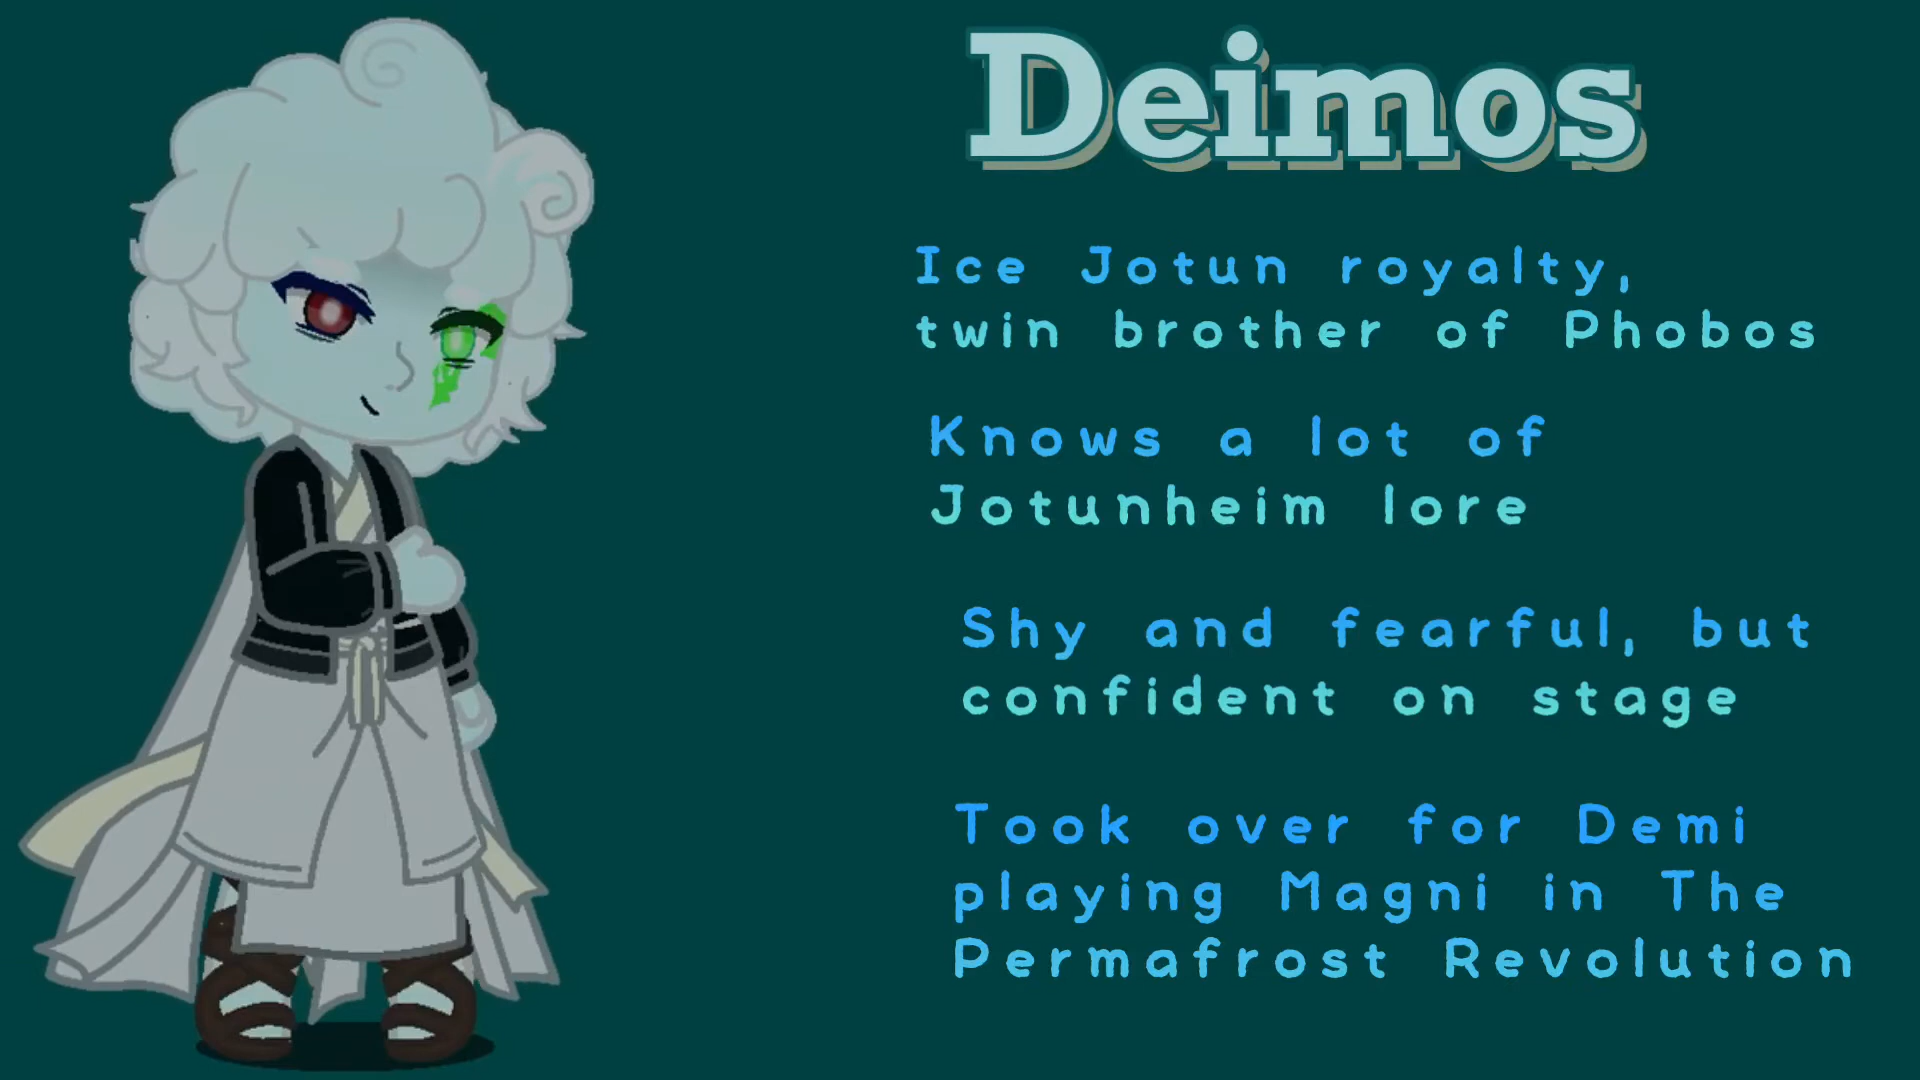 Deimos
Ice Jotun royalty,
twin brother of Phobos
Knows a lot of
Jotunheim lore
Shy and fearful, but
confident on stage
Took over for Demi
playing Magni in The
Permafrost Revolution